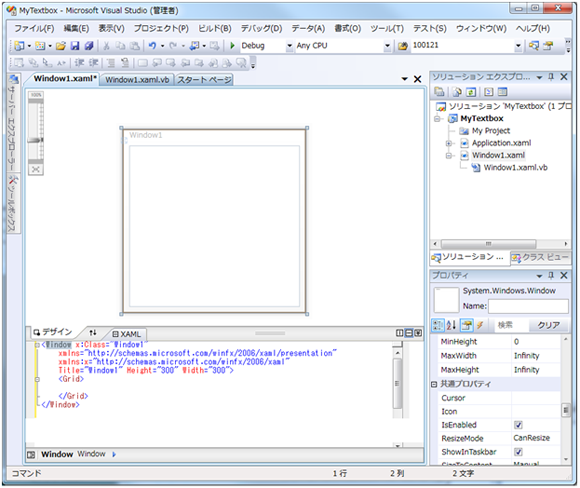 MyTextbox - Microsoft Visual Studio (管理者)
ファイル(F) 編集(E) 表示(V) プロジェクト(P) ビルド(B) デバッグ(D) データ(A) 書式(O) ツール(T) テスト(S) ウィンドウ(W) ヘルプ(H)
Debug Any CPU 100121
Window1.xaml* Window1.xaml.vb スタート ページ
サーバー エクスプローラー
ツールボックス
100%
Window1
デザイン XAML
<Window x:Class="Window1"
xmlns="http://schemas.microsoft.com/winfx/2006/xaml/presentation"
xmlns:x="http://schemas.microsoft.com/winfx/2006/xaml"
Title="Window1" Height="300" Width="300">
<Grid>
</Grid>
</Window>
Window Window
ソリューション エクスプロ...
ソリューション 'MyTextbox' (1 プロ
MyTextbox
My Project
Application.xaml
Window1.xaml
Window1.xaml.vb
ソリューション ... クラス ビュー
プロパティ
System.Windows.Window
Name:
検索 クリア
MinHeight 0
MaxWidth Infinity
MaxHeight Infinity
共通プロパティ
Cursor
Icon
IsEnabled
ResizeMode CanResize
ShowInTaskbar
SizeToContent Manual
コマンド 1 行 2 列 2 文字